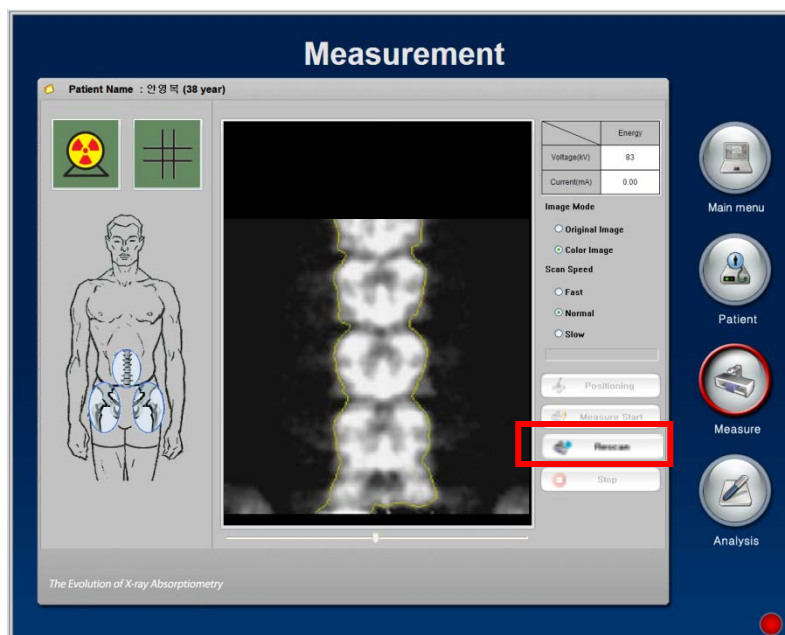 Measurement
Patient Name : 안영복 (38 year)
Energy
Voltage(kV) 83
Current(mA) 0.00
Image Mode
Original Image
Color Image
Scan Speed
Fast
Normal
Slow
Positioning
Measure Start
Rescan
Stop
Main menu
Patient
Measure
Analysis
The Evolution of X-ray Absorptiometry